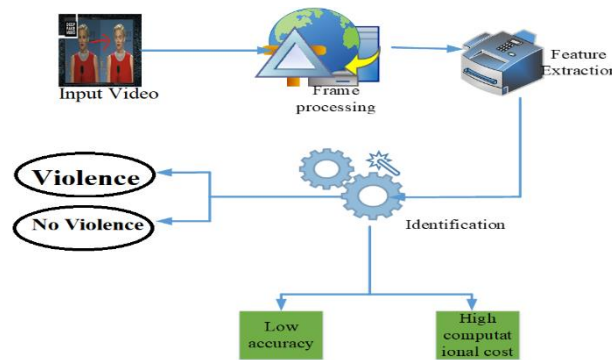 Input Video
Frame
processing
Feature
Extraction
Violence
No Violence
Identification
Low
accuracy
High
computat
ional cost